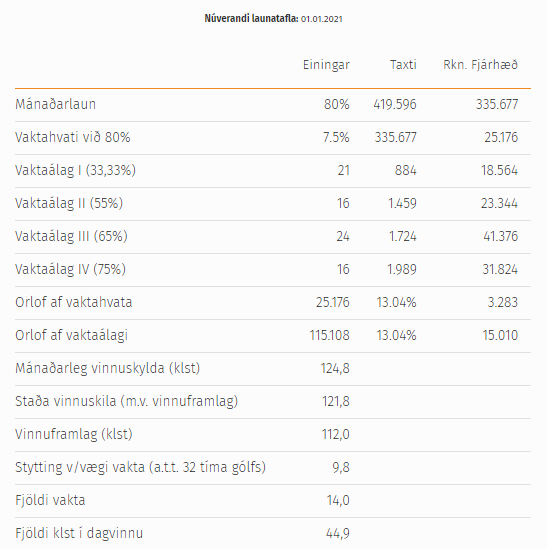 Núverandi launatafla: 01.01.2021
Einingar Taxti Rkn. Fjárhæð
Mánaðarlaun 80% 419.596 335.677
Vaktahvati við 80% 7.5% 335.677 25.176
Vaktaálag I (33,33%) 21 884 18.564
Vaktaálag II (55%) 16 1.459 23.344
Vaktaálag III (65%) 24 1.724 41.376
Vaktaálag IV (75%) 16 1.989 31.824
Orlof af vaktahvata 25.176 13.04% 3.283
Orlof af vaktaálagi 115.108 13.04% 15.010
Mánaðarleg vinnuskylda (klst) 124,8
Staða vinnuskila (m.v. vinnuframlag) 121,8
Vinnuframlag (klst) 112,0
Stytting v/vægi vakta (a.t.t. 32 tíma gólfs) 9,8
Fjöldi vakta 14,0
Fjöldi klst í dagvinnu 44,9